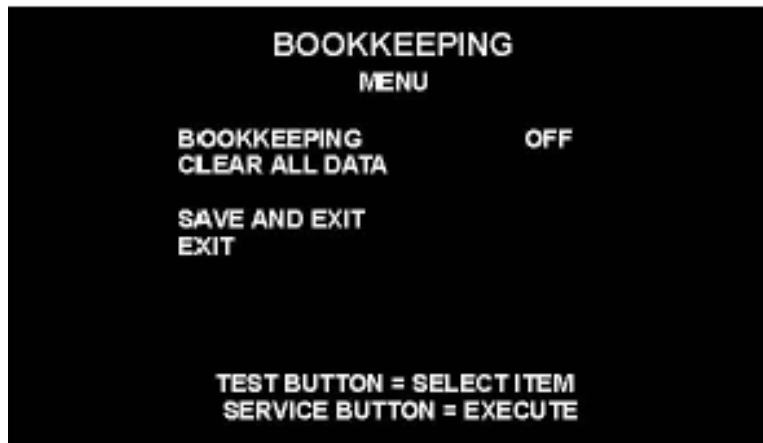 BOOKKEEPING
MENU
BOOKKEEPING OFF
CLEAR ALL DATA
SAVE AND EXIT
EXIT
TEST BUTTON = SELECT ITEM
SERVICE BUTTON = EXECUTE